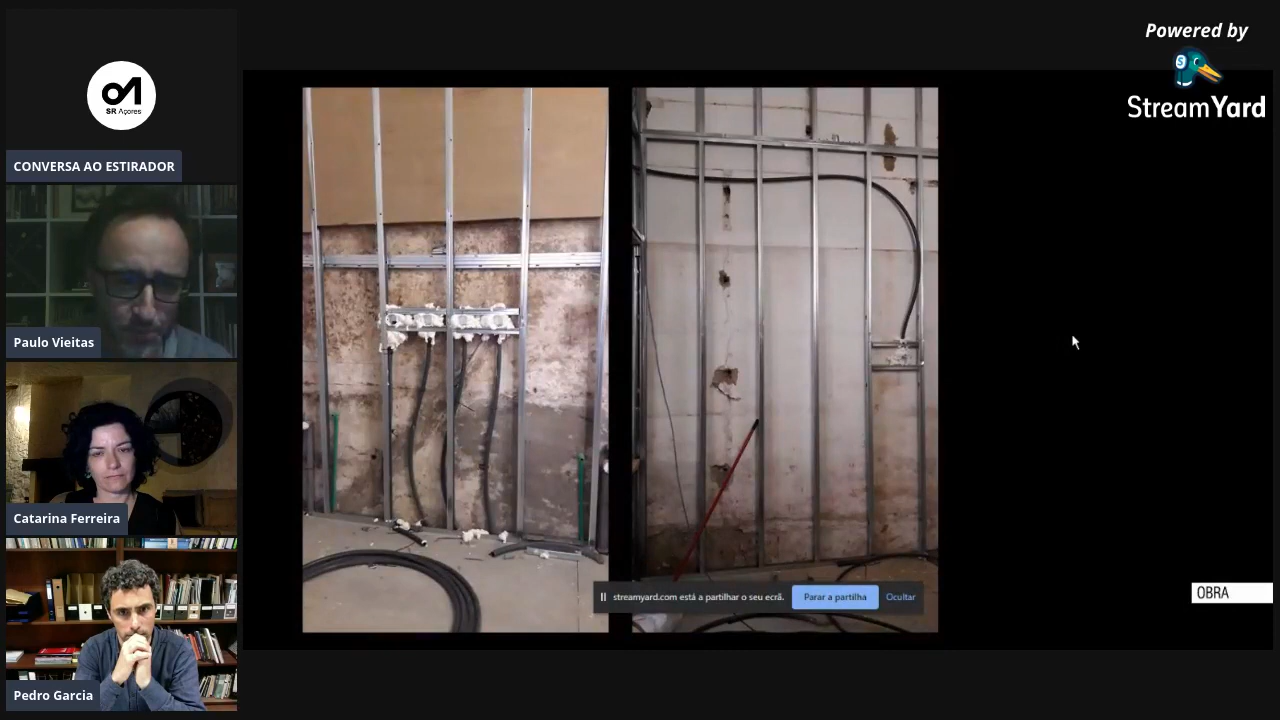 OA
SR Açores
CONVERSA AO ESTIRADOR
Paulo Vieitas
Catarina Ferreira
Pedro Garcia
Powered by
StreamYard
streamyard.com está a partilhar o seu ecrã.
Parar a partilha
Ocultar
OBRA